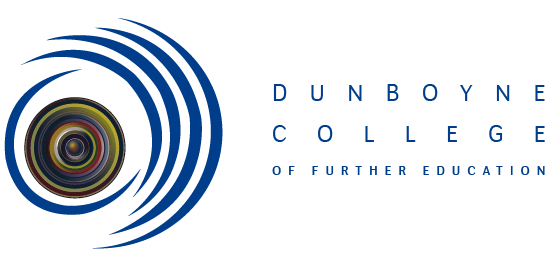 DUNBOYNE
COLLEGE
OF FURTHER EDUCATION